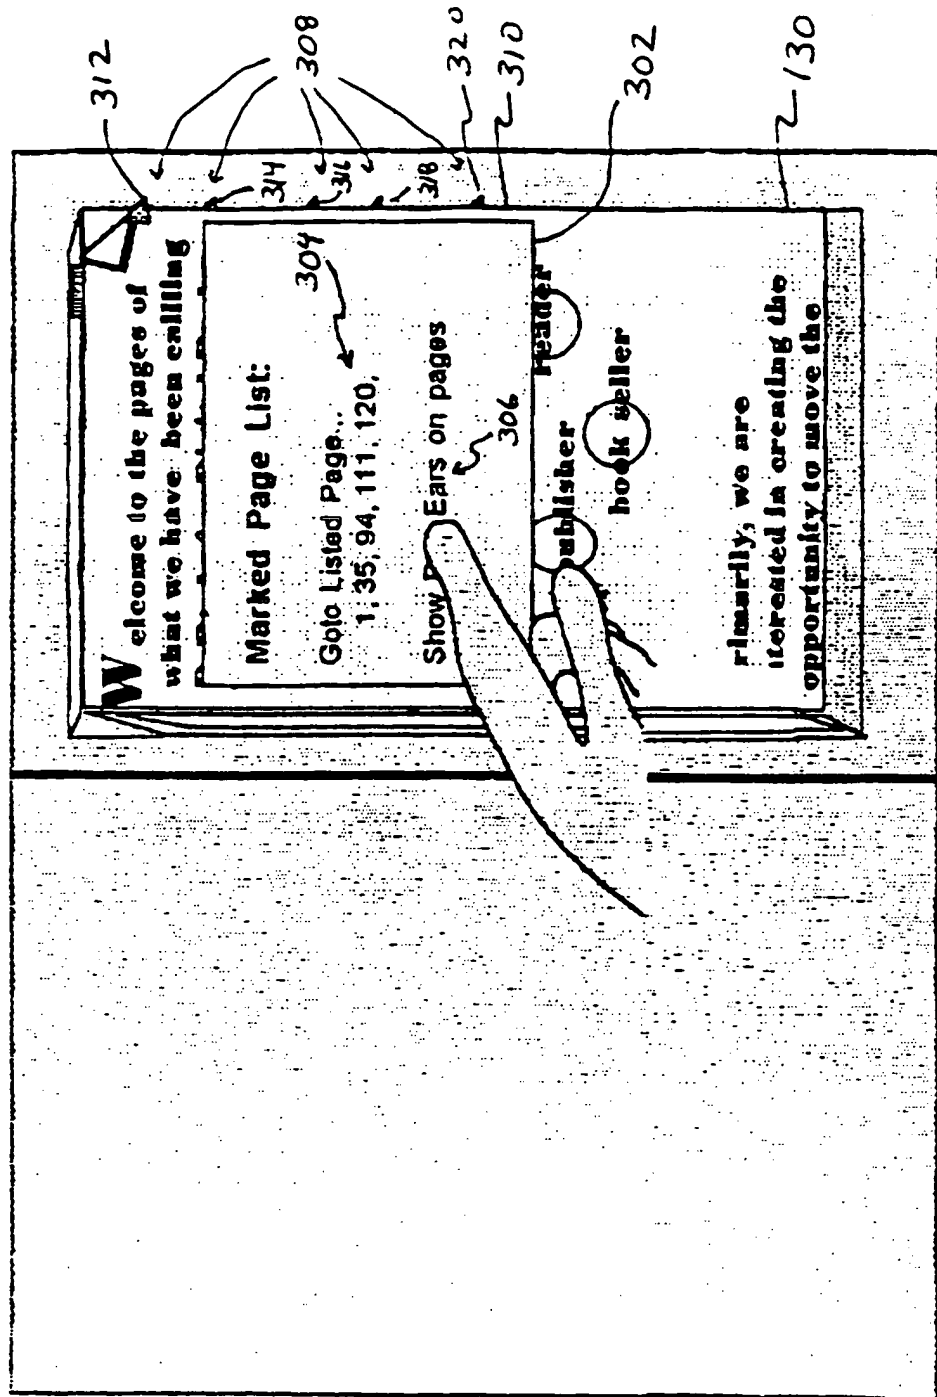 Welcome to the pages of
what we have been calling
Marked Page List:
Goto Listed Page...
1, 35, 94, 111, 120,
Show Ears on pages
Reader
publisher
book seller
rimarily, we are
iterested in creating the
opportunity to move the
312
308
320
310
302
130
314
316
318
304
306